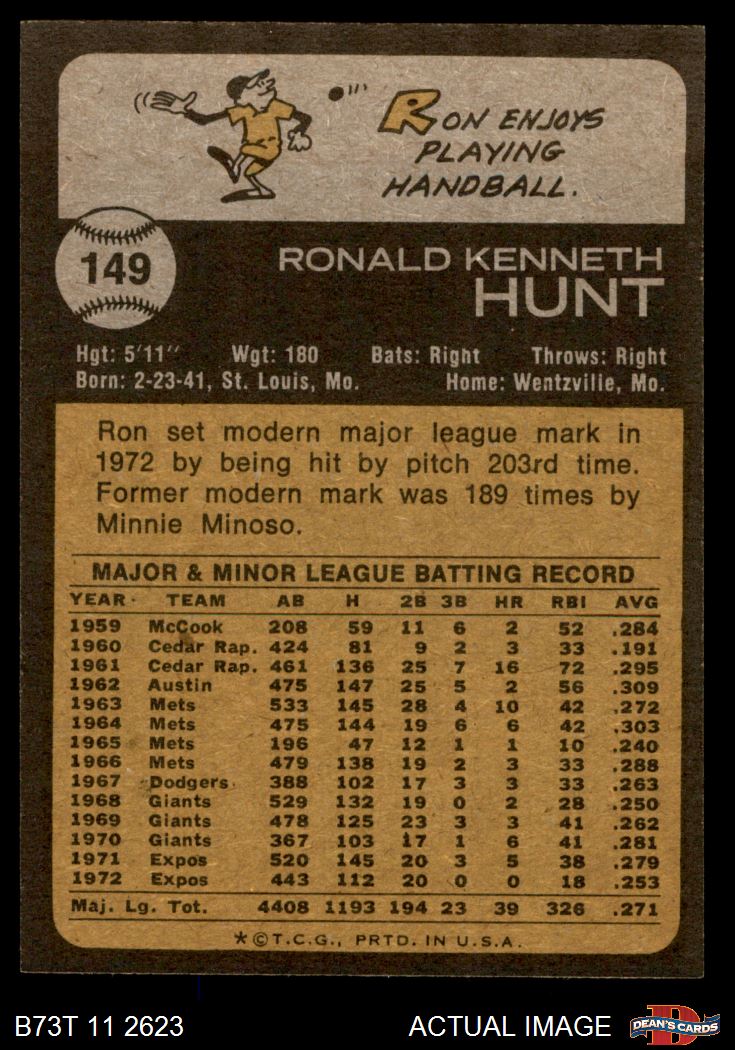 RON ENJOYS
PLAYING
HANDBALL.
149
RONALD KENNETH
HUNT
Hgt: 5'11" Wgt: 180 Bats: Right Throws: Right
Born: 2-23-41, St. Louis, Mo. Home: Wentzville, Mo.
Ron set modern major league mark in
1972 by being hit by pitch 203rd time.
Former modern mark was 189 times by
Minnie Minoso.
MAJOR & MINOR LEAGUE BATTING RECORD
YEAR TEAM AB H 2B 3B HR RBI AVG
1959 McCook 208 59 11 6 2 52 .284
1960 Cedar Rap. 424 81 9 2 3 33 .191
1961 Cedar Rap. 461 136 25 7 16 72 .295
1962 Austin 475 147 25 5 2 56 .309
1963 Mets 533 145 28 4 10 42 .272
1964 Mets 475 144 19 6 6 42 .303
1965 Mets 196 47 12 1 1 10 .240
1966 Mets 479 138 19 2 3 33 .288
1967 Dodgers 388 102 17 3 3 33 .263
1968 Giants 529 132 19 0 2 28 .250
1969 Giants 478 125 23 3 3 41 .262
1970 Giants 367 103 17 1 6 41 .281
1971 Expos 520 145 20 3 5 38 .279
1972 Expos 443 112 20 0 0 18 .253
Maj. Lg. Tot. 4408 1193 194 23 39 326 .271
*©T.C.G., PRTD. IN U.S.A.
B73T 11 2623 ACTUAL IMAGE D DEAN'S CARDS